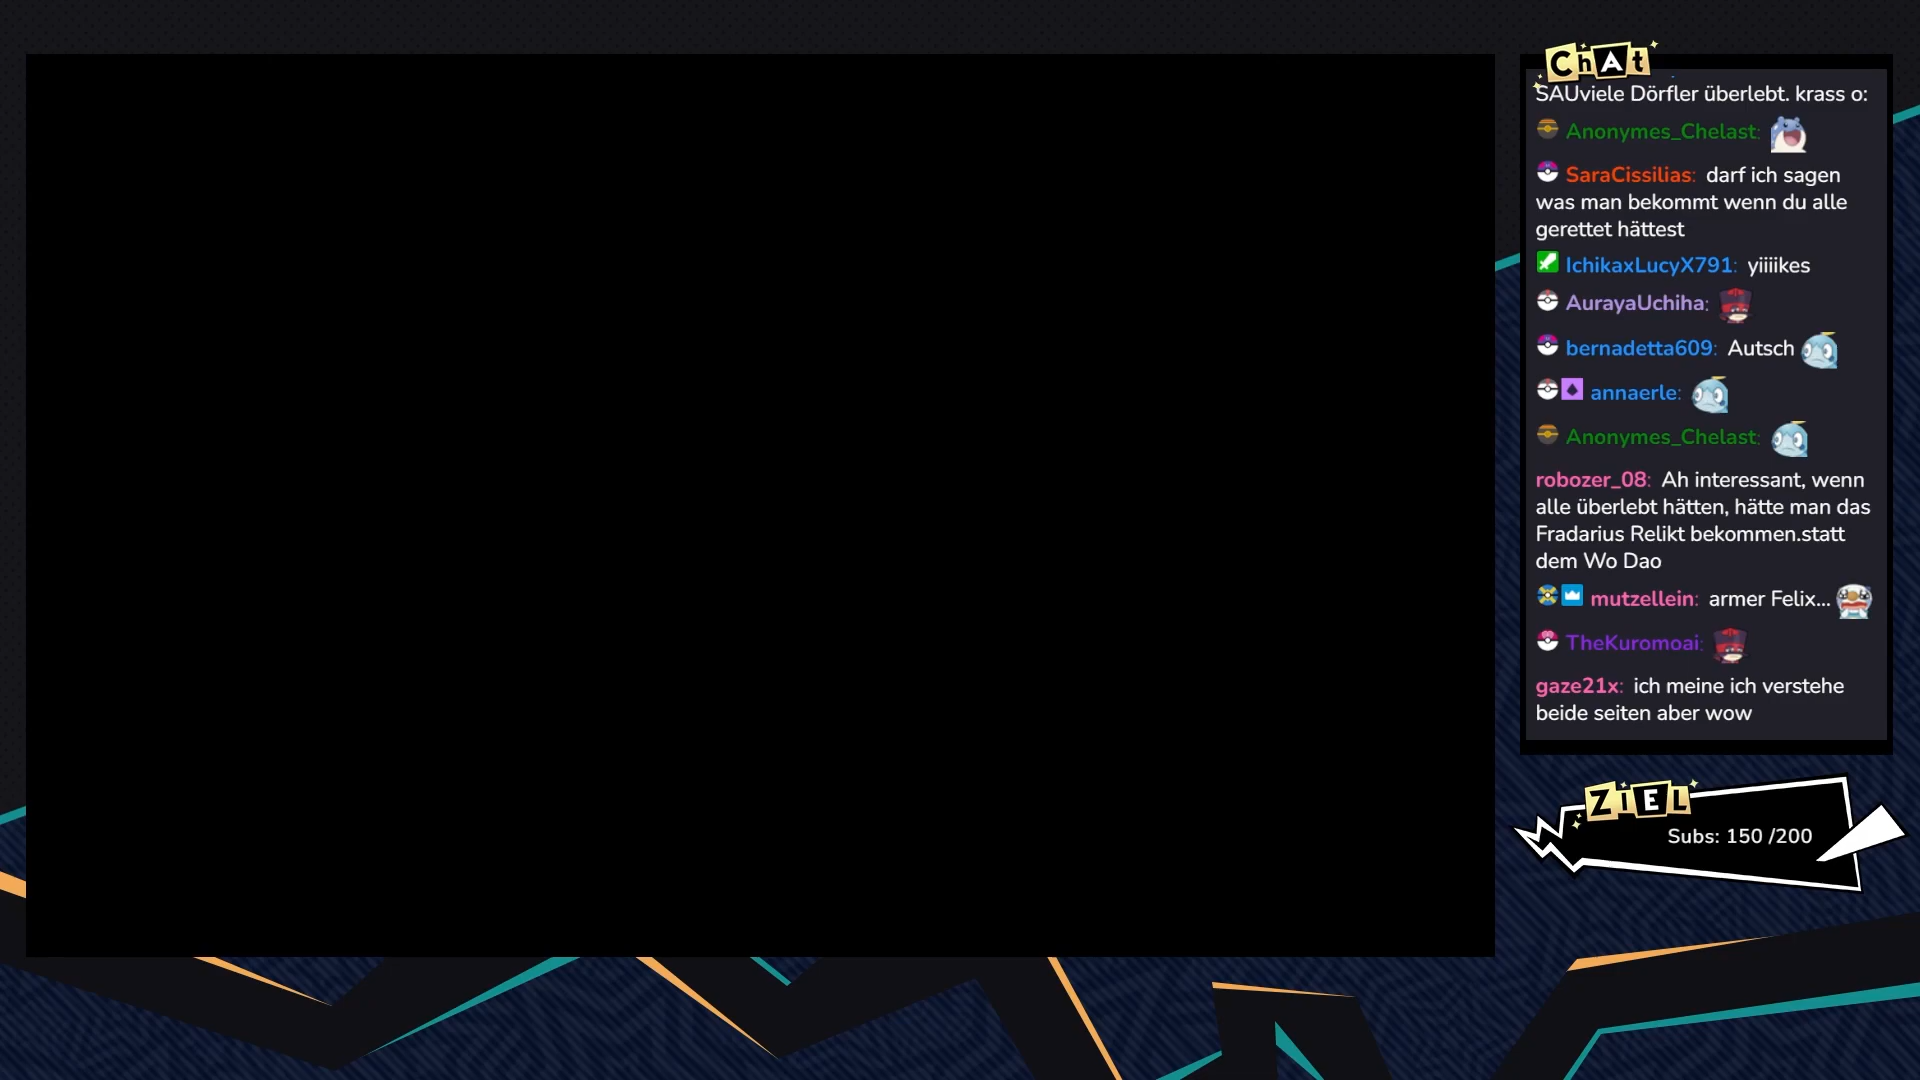 ChAt
SAUviele Dörfler überlebt. krass o:
Anonymes_Chelast:
SaraCissilias: darf ich sagen
was man bekommt wenn du alle
gerettet hättest
IchikaxLucyX791: yiiiikes
AurayaUchiha:
bernadetta609: Autsch
annaerle:
Anonymes_Chelast:
robozer_08: Ah interessant, wenn
alle überlebt hätten, hätte man das
Fradarius Relikt bekommen.statt
dem Wo Dao
mutzellein: armer Felix...
TheKuromoai:
gaze21x: ich meine ich verstehe
beide seiten aber wow
ZiEL
Subs: 150 /200